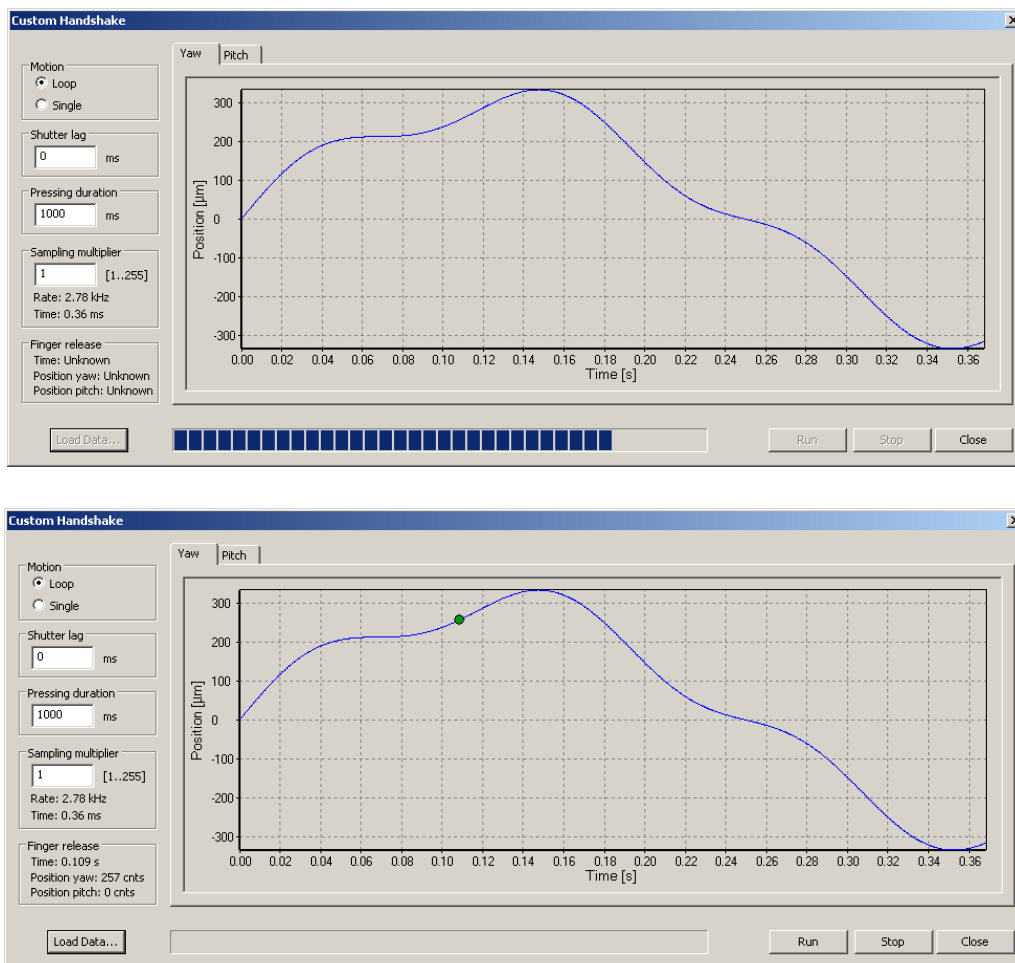 Custom Handshake
Yaw Pitch
Motion
Loop
Single
Shutter lag
0 ms
Pressing duration
1000 ms
Sampling multiplier
1 [1..255]
Rate: 2.78 kHz
Time: 0.36 ms
Finger release
Time: Unknown
Position yaw: Unknown
Position pitch: Unknown
Position [µm]
300
200
100
0
-100
-200
-300
0.00 0.02 0.04 0.06 0.08 0.10 0.12 0.14 0.16 0.18 0.20 0.22 0.24 0.26 0.28 0.30 0.32 0.34 0.36
Time [s]
Load Data... Run Stop Close
Custom Handshake
Yaw Pitch
Motion
Loop
Single
Shutter lag
0 ms
Pressing duration
1000 ms
Sampling multiplier
1 [1..255]
Rate: 2.78 kHz
Time: 0.36 ms
Finger release
Time: 0.109 s
Position yaw: 257 cnts
Position pitch: 0 cnts
Position [µm]
300
200
100
0
-100
-200
-300
0.00 0.02 0.04 0.06 0.08 0.10 0.12 0.14 0.16 0.18 0.20 0.22 0.24 0.26 0.28 0.30 0.32 0.34 0.36
Time [s]
Load Data... Run Stop Close